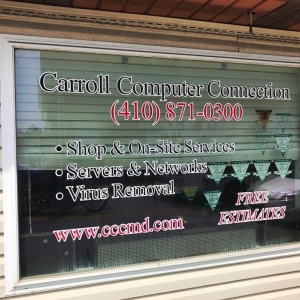 Carroll Computer Connection
(410) 871-0300
• Shop & On-Site Services
• Servers & Networks
• Virus Removal
FREE
ESTIMATES
www.cccmd.com